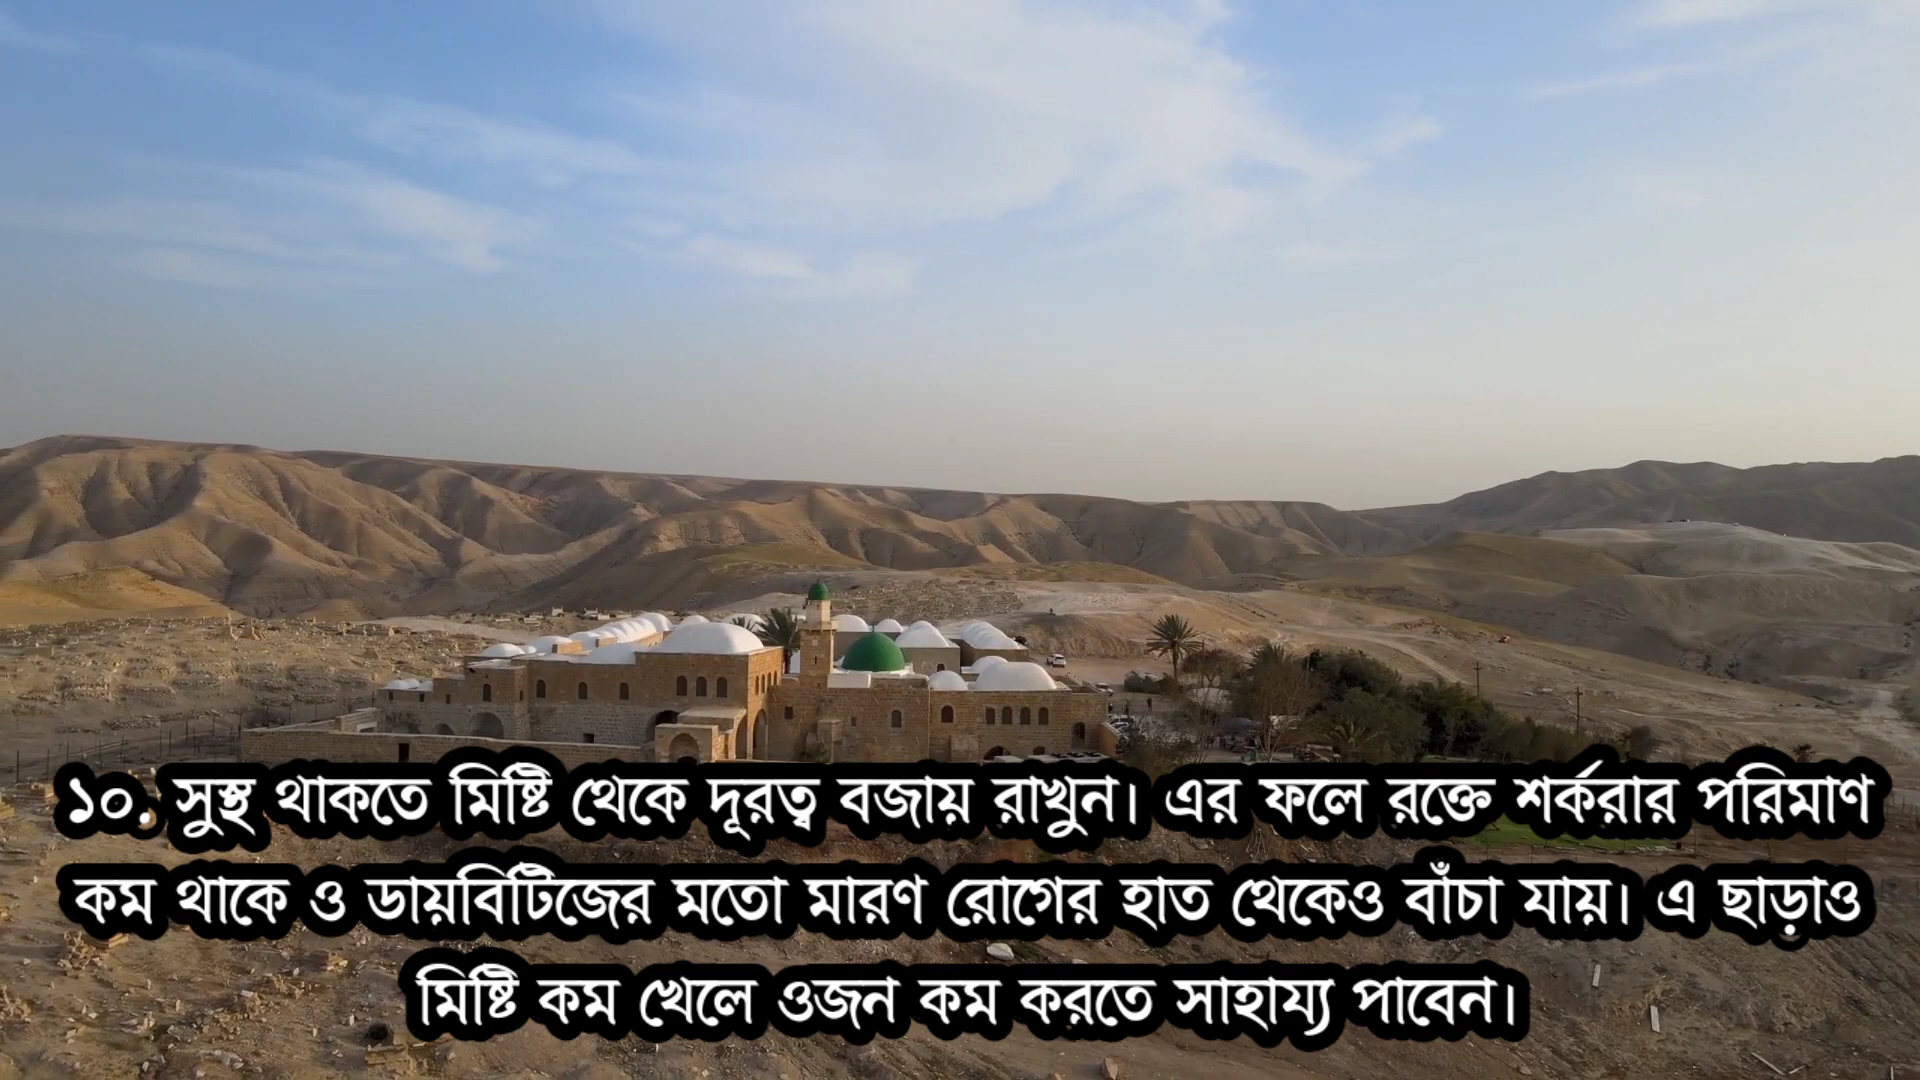 ১০. সুস্থ থাকতে মিষ্টি থেকে দূরত্ব বজায় রাখুন। এর ফলে রক্তে শর্করার পরিমাণ
কম থাকে ও ডায়বিটিজের মতো মারণ রোগের হাত থেকেও বাঁচা যায়। এ ছাড়াও
মিষ্টি কম খেলে ওজন কম করতে সাহায্য পাবেন।